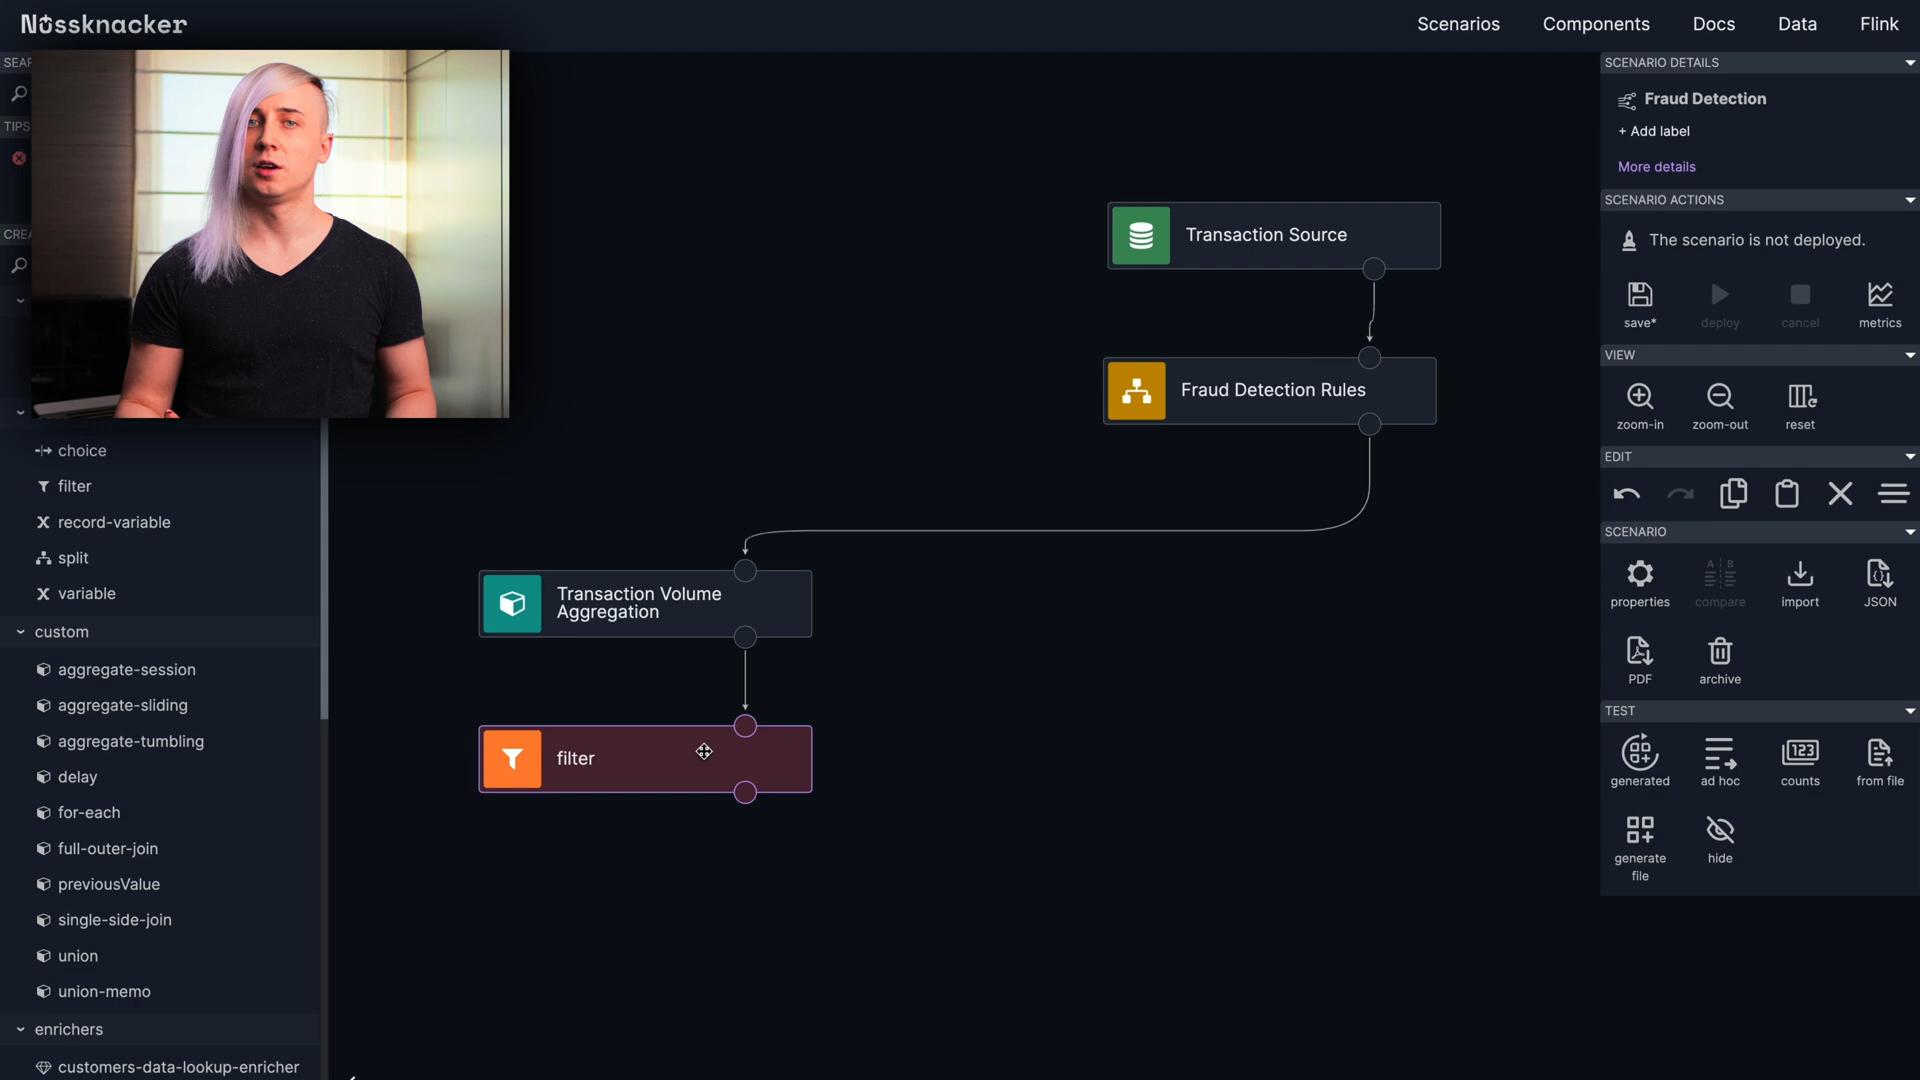 Nussknacker
Scenarios
Components
Docs
Data
Flink
SEAR
TIPS
CREA
choice
filter
record-variable
split
variable
custom
aggregate-session
aggregate-sliding
aggregate-tumbling
delay
for-each
full-outer-join
previousValue
single-side-join
union
union-memo
enrichers
customers-data-lookup-enricher
Transaction Source
Fraud Detection Rules
Transaction Volume
Aggregation
filter
SCENARIO DETAILS
Fraud Detection
+ Add label
More details
SCENARIO ACTIONS
The scenario is not deployed.
save*
deploy
cancel
metrics
VIEW
zoom-in
zoom-out
reset
EDIT
SCENARIO
A B
{}
properties
compare
import
JSON
PDF
archive
TEST
123
generated
ad hoc
counts
from file
generate
file
hide